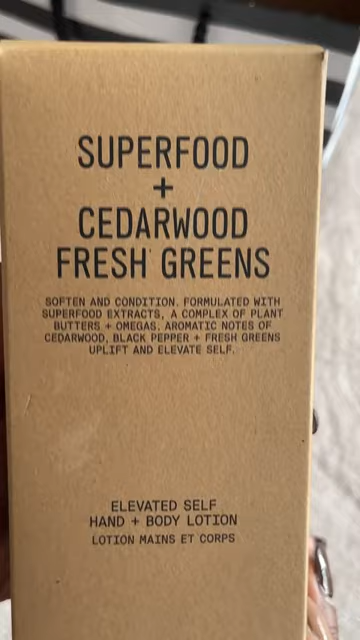 SUPERFOOD
+
CEDARWOOD
FRESH GREENS
SOFTEN AND CONDITION. FORMULATED WITH
SUPERFOOD EXTRACTS, A COMPLEX OF PLANT
BUTTERS + OMEGAS. AROMATIC NOTES OF
CEDARWOOD, BLACK PEPPER + FRESH GREENS
UPLIFT AND ELEVATE SELF.
ELEVATED SELF
HAND + BODY LOTION
LOTION MAINS ET CORPS